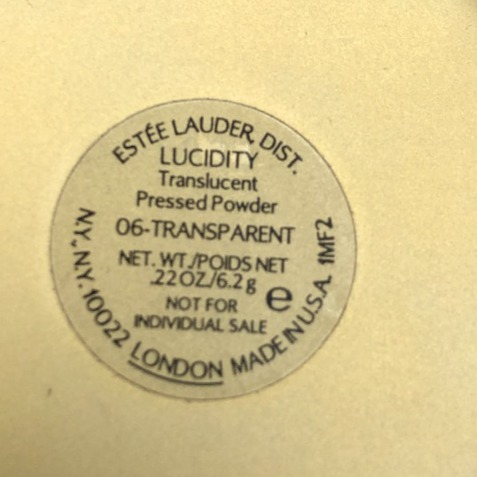 ESTÉE LAUDER, DIST.
LUCIDITY
Translucent
Pressed Powder
06-TRANSPARENT
NET. WT./POIDS NET
.22 OZ./6.2 g e
NOT FOR
INDIVIDUAL SALE
N.Y., N.Y. 10022 LONDON MADE IN U.S.A. 1MF2